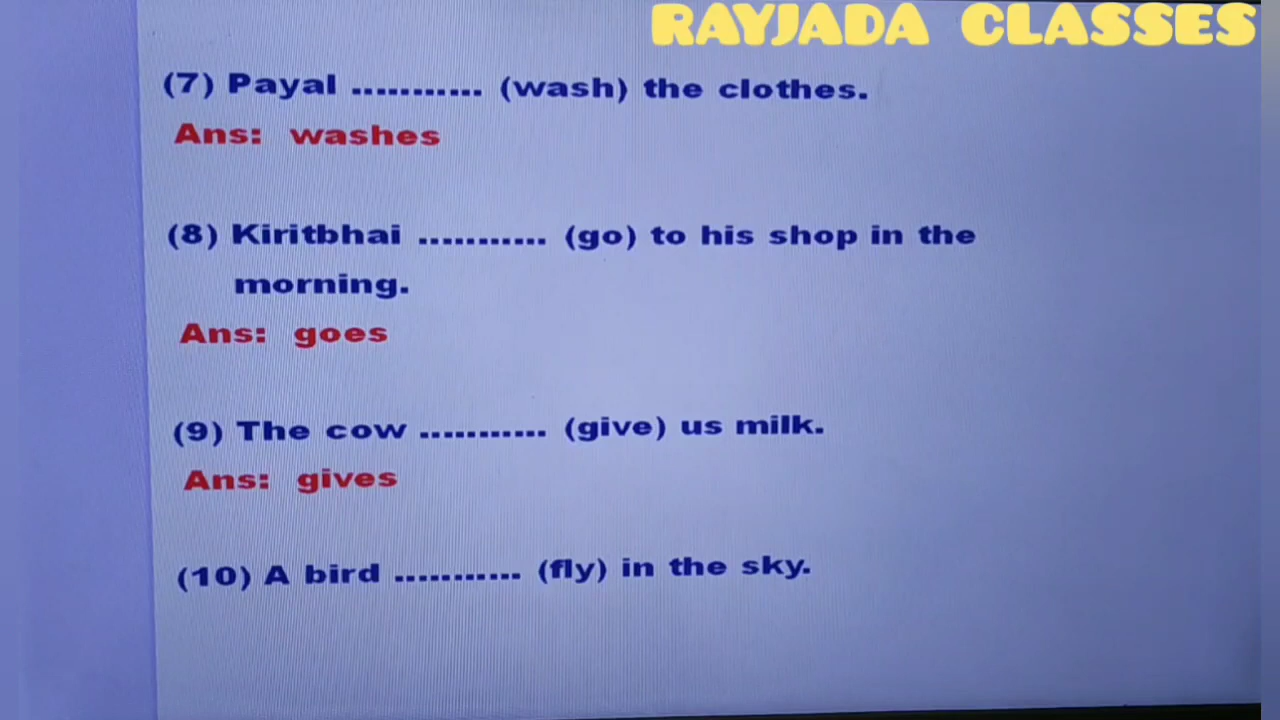 RAYJADA CLASSES
(7) Payal ........... (wash) the clothes.
Ans: washes
(8) Kiritbhai ........... (go) to his shop in the
morning.
Ans: goes
(9) The cow ........... (give) us milk.
Ans: gives
(10) A bird ........... (fly) in the sky.